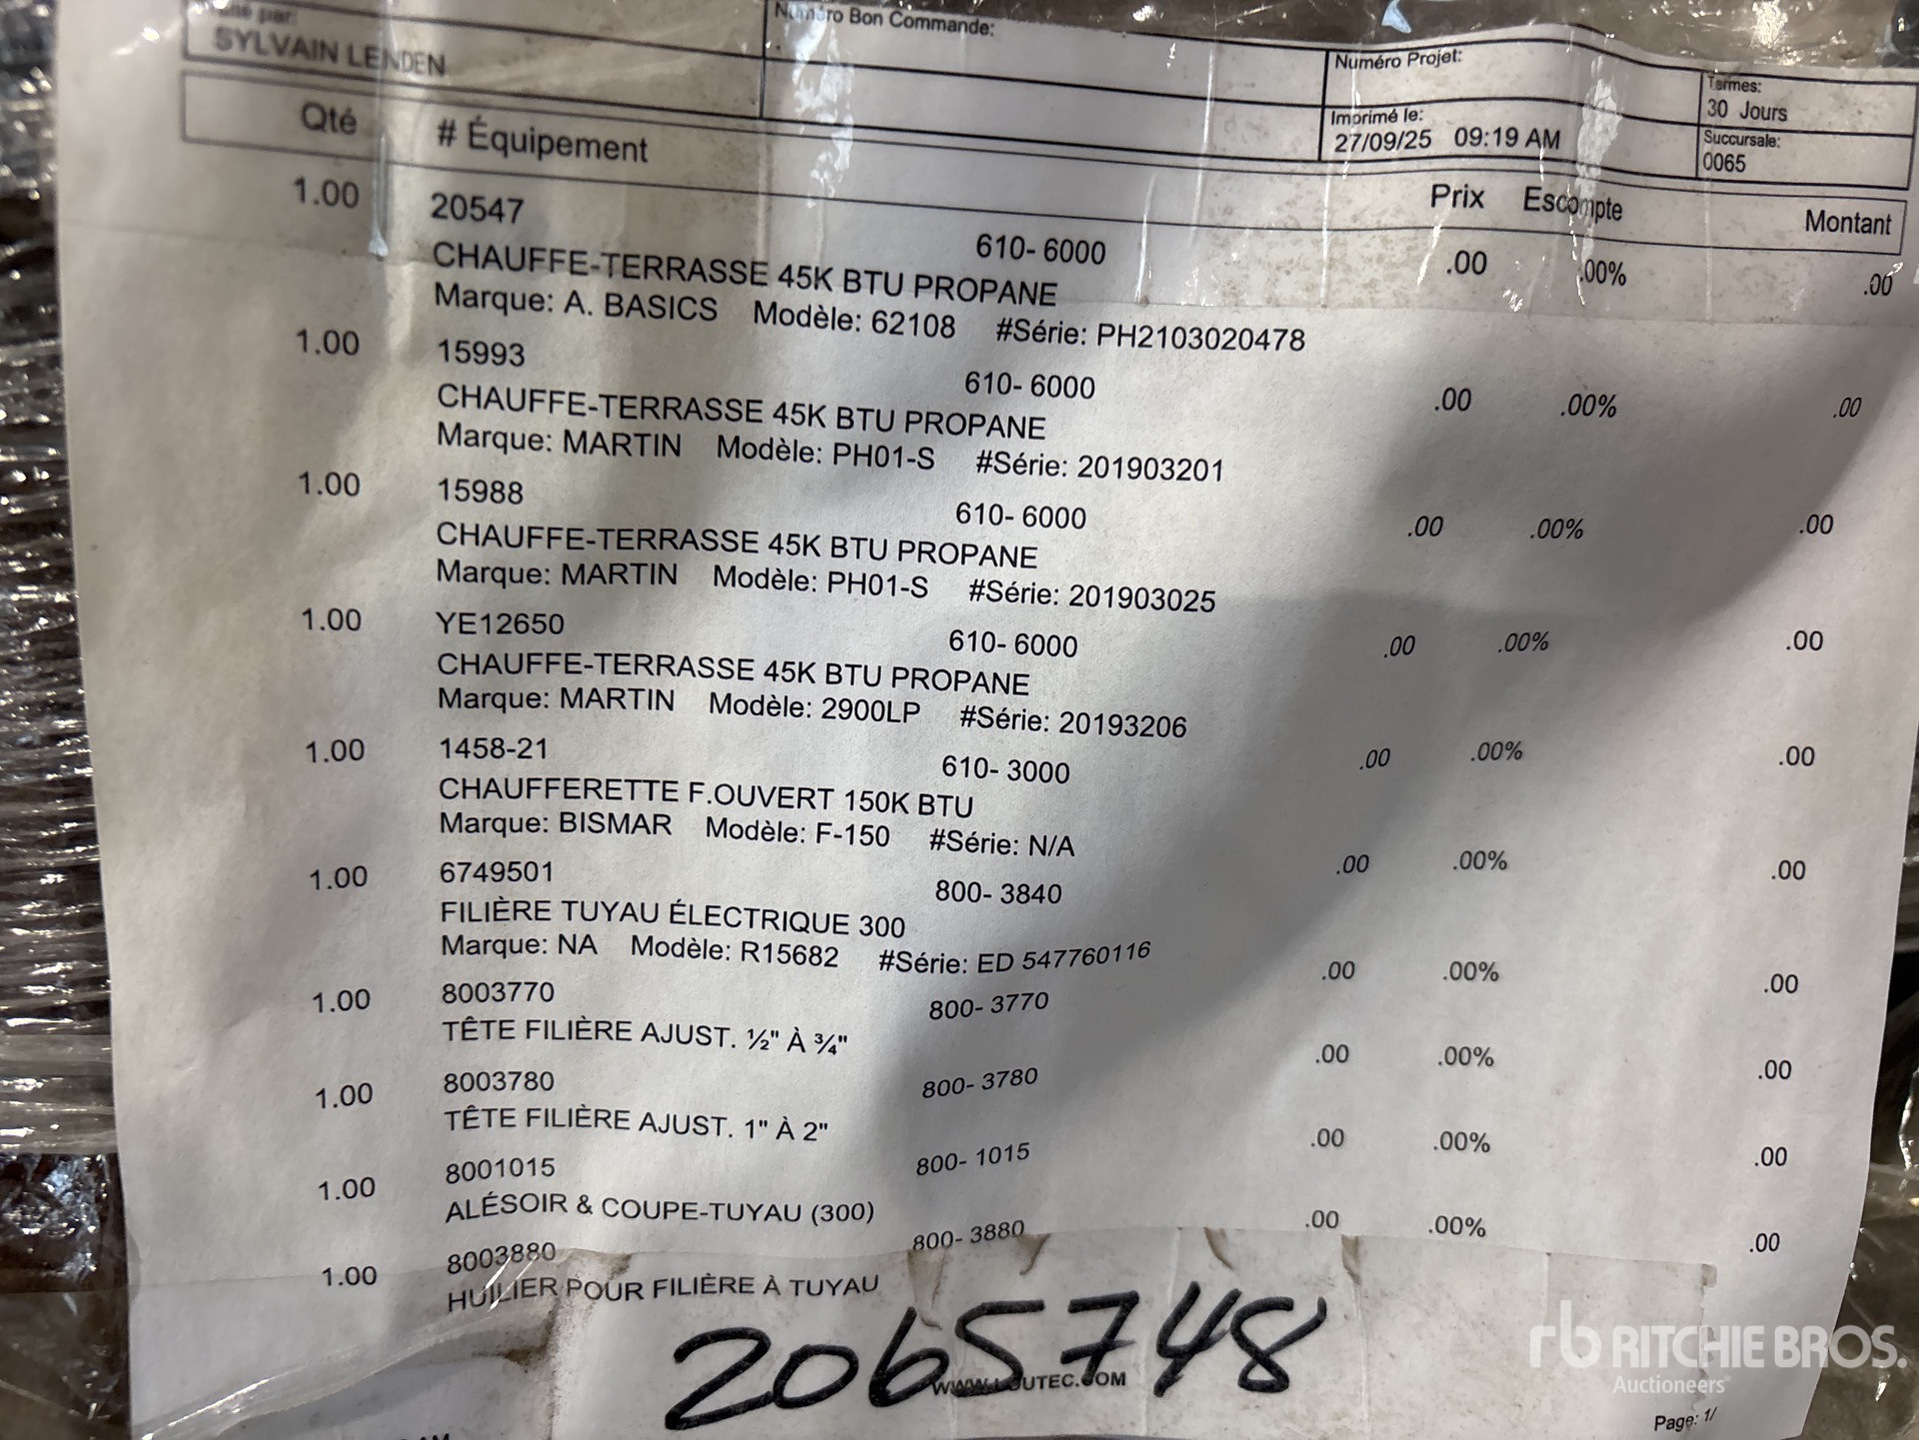 par:
SYLVAIN LENDEN
Numéro Bon Commande:
Numéro Projet:
Termes:
30 Jours
Imprimé le:
27/09/25 09:19 AM
Succursale:
0065
Qté # Équipement Prix Escompte Montant
1.00 20547 610- 6000 .00 .00% .00
CHAUFFE-TERRASSE 45K BTU PROPANE
Marque: A. BASICS Modèle: 62108 #Série: PH2103020478
1.00 15993 610- 6000 .00 .00% .00
CHAUFFE-TERRASSE 45K BTU PROPANE
Marque: MARTIN Modèle: PH01-S #Série: 201903201
1.00 15988 610- 6000 .00 .00% .00
CHAUFFE-TERRASSE 45K BTU PROPANE
Marque: MARTIN Modèle: PH01-S #Série: 201903025
1.00 YE12650 610- 6000 .00 .00% .00
CHAUFFE-TERRASSE 45K BTU PROPANE
Marque: MARTIN Modèle: 2900LP #Série: 20193206
1.00 1458-21 610- 3000 .00 .00% .00
CHAUFFERETTE F.OUVERT 150K BTU
Marque: BISMAR Modèle: F-150 #Série: N/A
1.00 6749501 800- 3840 .00 .00% .00
FILIÈRE TUYAU ÉLECTRIQUE 300
Marque: NA Modèle: R15682 #Série: ED 547760116
1.00 8003770 800- 3770 .00 .00% .00
TÊTE FILIÈRE AJUST. ½" À ¾"
1.00 8003780 800- 3780 .00 .00% .00
TÊTE FILIÈRE AJUST. 1" À 2"
1.00 8001015 800- 1015 .00 .00% .00
ALÉSOIR & COUPE-TUYAU (300)
1.00 8003880 800- 3880 .00 .00% .00
HUILIER POUR FILIÈRE À TUYAU
2065748
WWW.LOUTEC.COM
rb RITCHIE BROS.
Auctioneers
Page: 1/